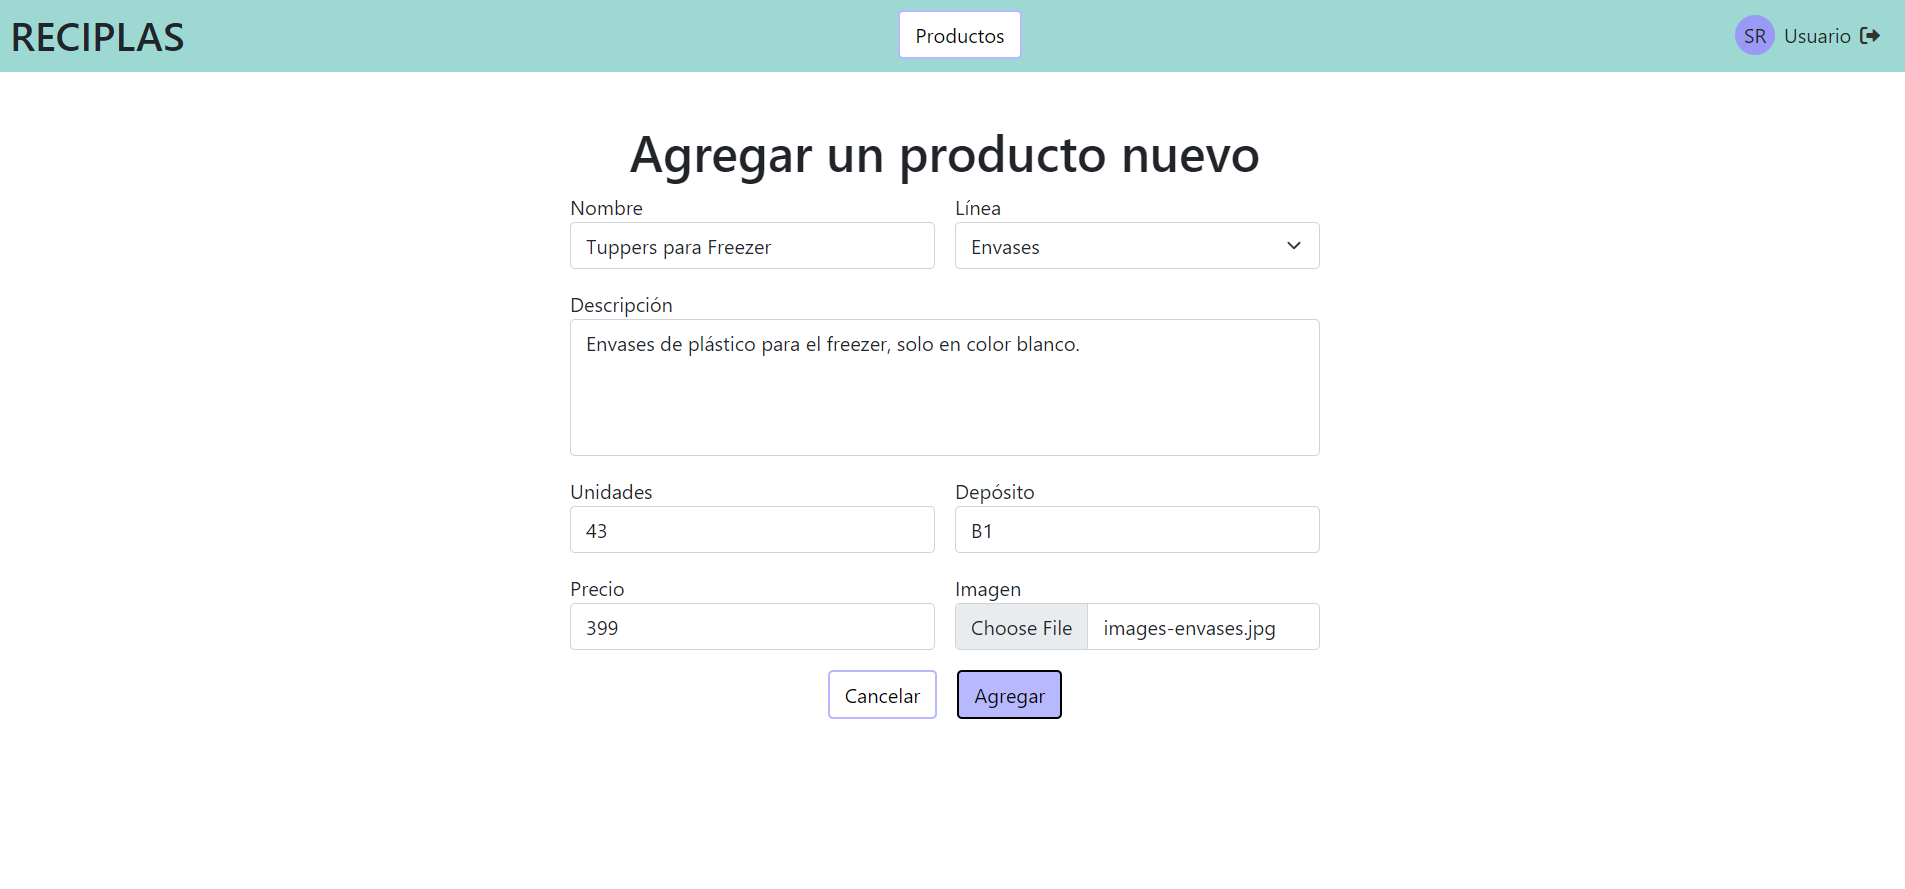 RECIPLAS
Productos
SR Usuario
Agregar un producto nuevo
Nombre
Línea
Tuppers para Freezer
Envases
Descripción
Envases de plástico para el freezer, solo en color blanco.
Unidades
Depósito
43
B1
Precio
Imagen
399
Choose File images-envases.jpg
Cancelar
Agregar